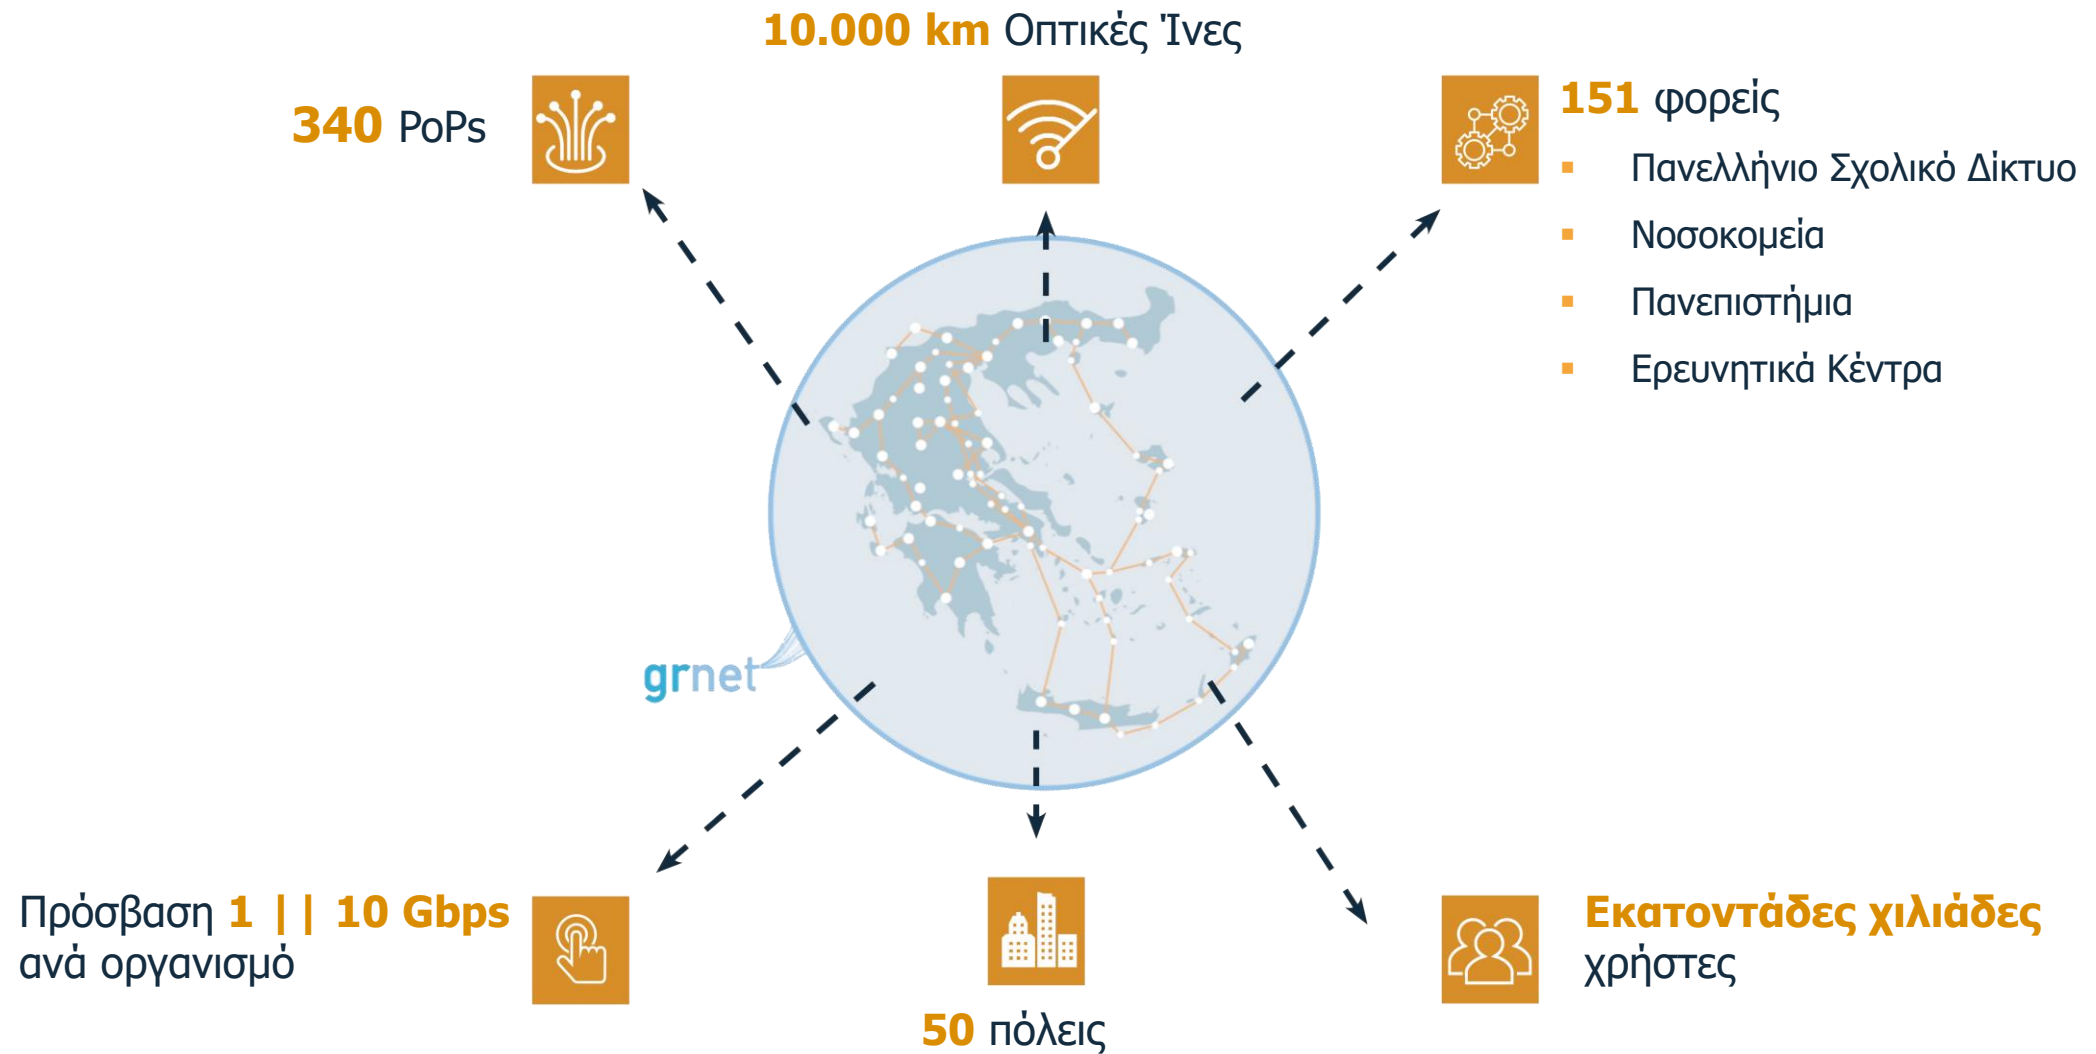 10.000 km Οπτικές Ίνες
340 PoPs
151 φορείς
▪ Πανελλήνιο Σχολικό Δίκτυο
▪ Νοσοκομεία
▪ Πανεπιστήμια
▪ Ερευνητικά Κέντρα
grnet
Πρόσβαση 1 || 10 Gbps
ανά οργανισμό
50 πόλεις
Εκατοντάδες χιλιάδες
χρήστες